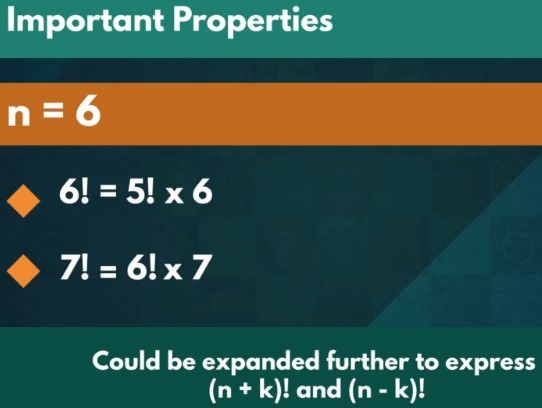 Important Properties
n = 6
6! = 5! x 6
7! = 6! x 7
Could be expanded further to express
(n + k)! and (n - k)!